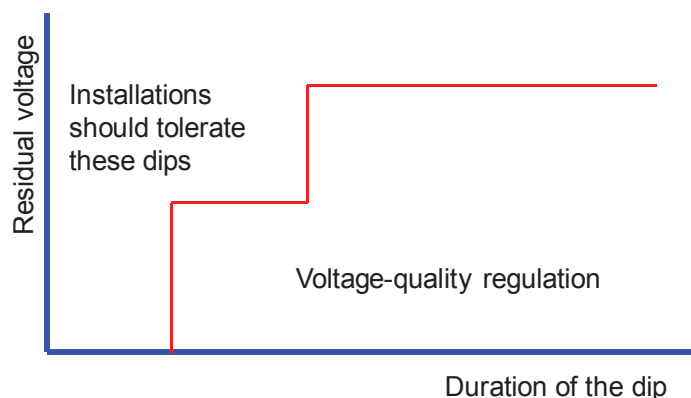 Residual voltage
Installations
should tolerate
these dips
Voltage-quality regulation
Duration of the dip